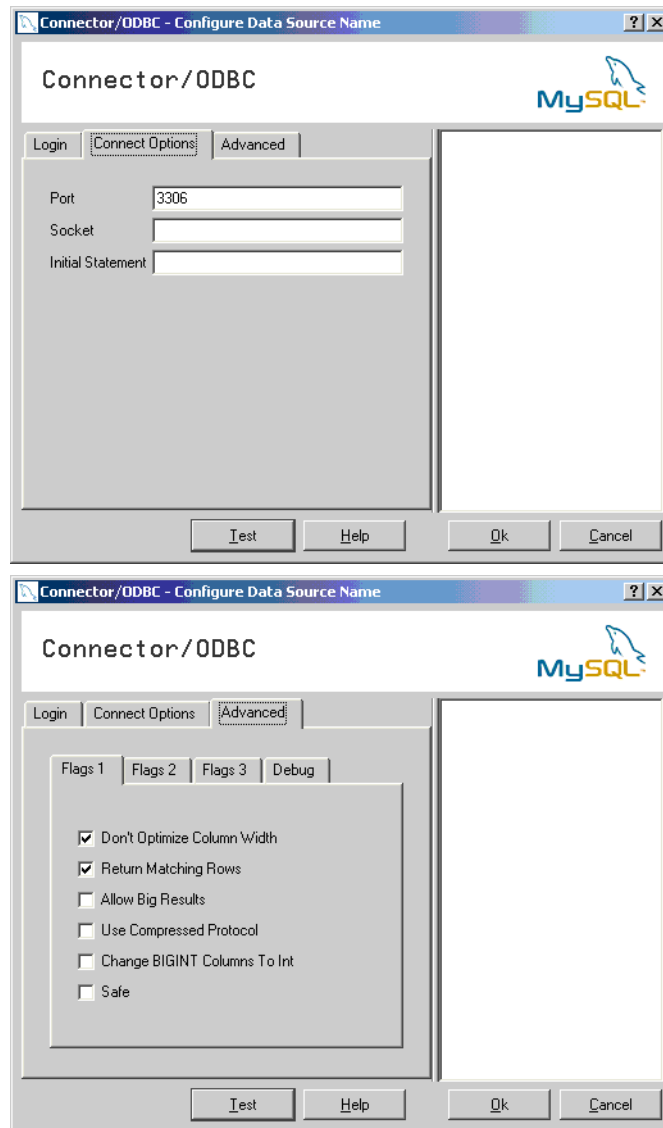 Connector/ODBC - Configure Data Source Name
Connector/ODBC
MySQL
Login Connect Options Advanced
Port 3306
Socket
Initial Statement
Test Help Ok Cancel
Connector/ODBC - Configure Data Source Name
Connector/ODBC
MySQL
Login Connect Options Advanced
Flags 1 Flags 2 Flags 3 Debug
Don't Optimize Column Width
Return Matching Rows
Allow Big Results
Use Compressed Protocol
Change BIGINT Columns To Int
Safe
Test Help Ok Cancel